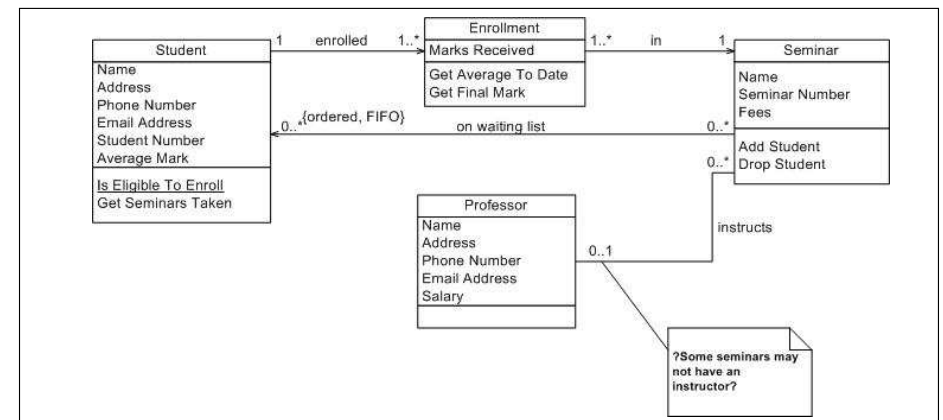 Student
Name
Address
Phone Number
Email Address
Student Number
Average Mark
Is Eligible To Enroll
Get Seminars Taken
1 enrolled 1..*
Enrollment
Marks Received
Get Average To Date
Get Final Mark
1..* in 1
Seminar
Name
Seminar Number
Fees
Add Student
Drop Student
0..* {ordered, FIFO}
on waiting list
0..*
0..*
instructs
0..1
Professor
Name
Address
Phone Number
Email Address
Salary
?Some seminars may
not have an
instructor?